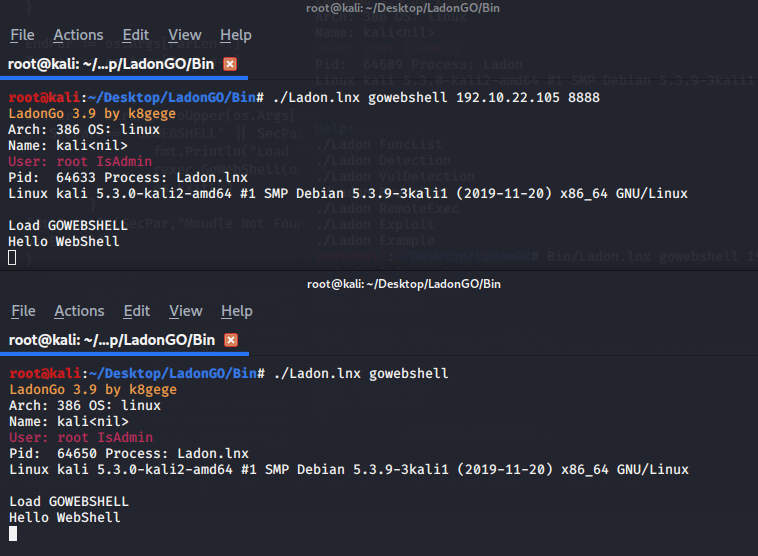 root@kali: ~/Desktop/LadonGO/Bin
File Actions Edit View Help
root@kali: ~/...p/LadonGO/Bin
root@kali:~/Desktop/LadonGO/Bin# ./Ladon.lnx gowebshell 192.10.22.105 8888
LadonGo 3.9 by k8gege
Arch: 386 OS: linux
Name: kali<nil>
User: root IsAdmin
Pid:  64633 Process: Ladon.lnx
Linux kali 5.3.0-kali2-amd64 #1 SMP Debian 5.3.9-3kali1 (2019-11-20) x86_64 GNU/Linux
Load GOWEBSHELL
Hello WebShell
root@kali: ~/Desktop/LadonGO/Bin
File Actions Edit View Help
root@kali: ~/...p/LadonGO/Bin
root@kali:~/Desktop/LadonGO/Bin# ./Ladon.lnx gowebshell
LadonGo 3.9 by k8gege
Arch: 386 OS: linux
Name: kali<nil>
User: root IsAdmin
Pid:  64650 Process: Ladon.lnx
Linux kali 5.3.0-kali2-amd64 #1 SMP Debian 5.3.9-3kali1 (2019-11-20) x86_64 GNU/Linux
Load GOWEBSHELL
Hello WebShell